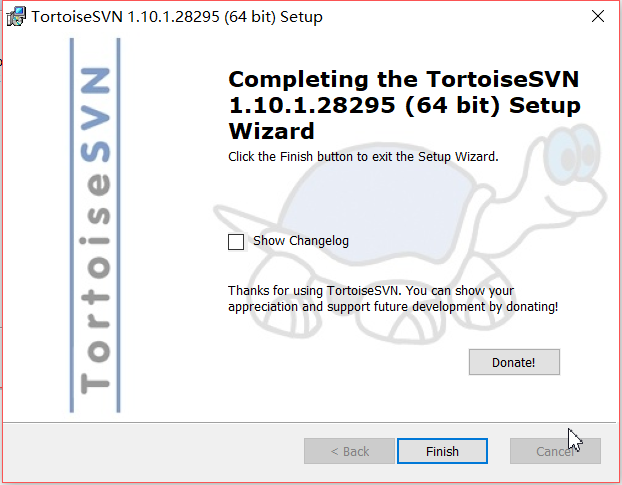 TortoiseSVN 1.10.1.28295 (64 bit) Setup
TortoiseSVN
Completing the TortoiseSVN
1.10.1.28295 (64 bit) Setup
Wizard
Click the Finish button to exit the Setup Wizard.
Show Changelog
Thanks for using TortoiseSVN. You can show your
appreciation and support future development by donating!
Donate!
< Back
Finish
Cancel